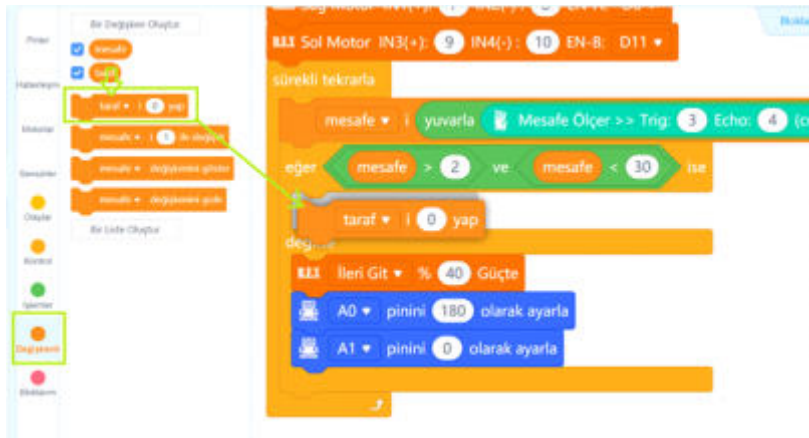 Bir Değişken Oluştur
mesafe
taraf
taraf i 0 yap
mesafe i 1 ile değiştir
mesafe değişkenini göster
mesafe değişkenini gizle
Bir Liste Oluştur
Pinler
Motorlar
Sensörler
Olaylar
Kontrol
İşlemler
Değişkenler
Bloklarım
Sol Motor IN3(+): 9 IN4(-) : 10 EN-B: D11
sürekli tekrarla
mesafe i yuvarla Mesafe Ölçer >> Trig: 3 Echo: 4
eğer mesafe > 2 ve mesafe < 30 ise
taraf i 0 yap
değilse
İleri Git % 40 Güçte
A0 pinini 180 olarak ayarla
A1 pinini 0 olarak ayarla